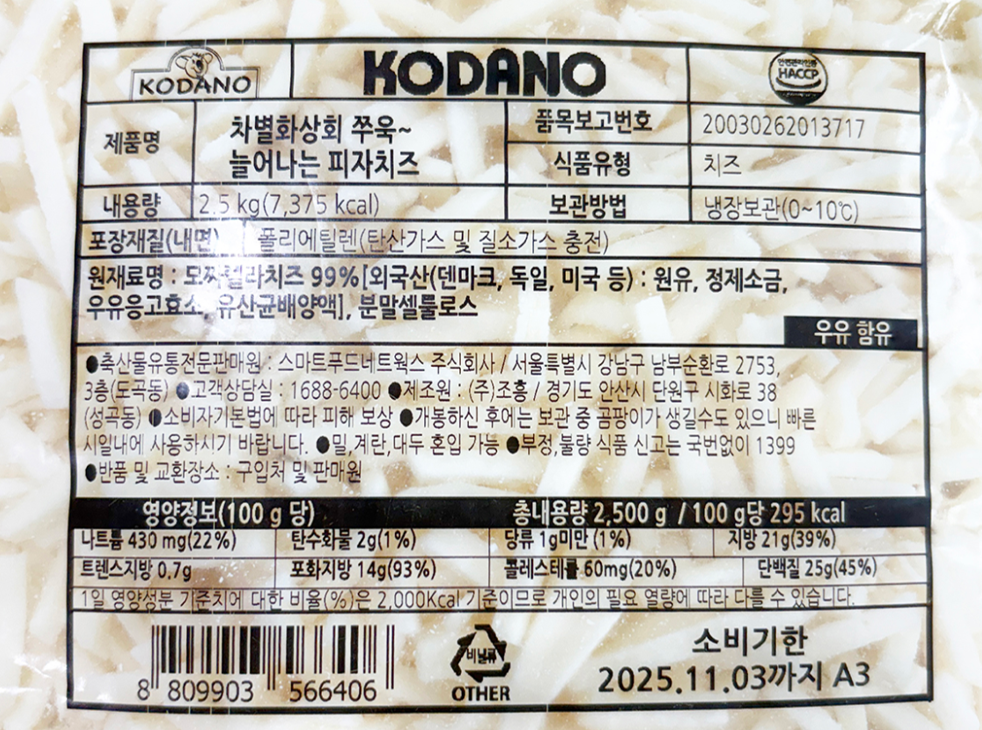 KODANO
KODANO
안전관리인증
HACCP
제품명
차별화상회 쭈욱~
늘어나는 피자치즈
품목보고번호
20030262013717
식품유형
치즈
내용량
2.5 kg(7,375 kcal)
보관방법
냉장보관(0~10℃)
포장재질(내면)
폴리에틸렌(탄산가스 및 질소가스 충전)
원재료명 : 모짜렐라치즈 99%[외국산(덴마크, 독일, 미국 등) : 원유, 정제소금,
우유응고효소, 유산균배양액], 분말셀룰로스
우유 함유
●축산물유통전문판매원 : 스마트푸드네트웍스 주식회사 / 서울특별시 강남구 남부순환로 2753,
3층(도곡동) ●고객상담실 : 1688-6400 ●제조원 : (주)조흥 / 경기도 안산시 단원구 시화로 38
(성곡동) ●소비자기본법에 따라 피해 보상 ●개봉하신 후에는 보관 중 곰팡이가 생길수도 있으니 빠른
시일내에 사용하시기 바랍니다. ●밀,계란,대두 혼입 가능 ●부정,불량 식품 신고는 국번없이 1399
●반품 및 교환장소 : 구입처 및 판매원
영양정보(100 g 당)
총내용량 2,500 g / 100 g당 295 kcal
나트륨 430 mg(22%)
탄수화물 2g(1%)
당류 1g미만 (1%)
지방 21g(39%)
트렌스지방 0.7g
포화지방 14g(93%)
콜레스테롤 60mg(20%)
단백질 25g(45%)
1일 영양성분 기준치에 대한 비율(%)은 2,000Kcal 기준이므로 개인의 필요 열량에 따라 다를 수 있습니다.
8 809903 566406
비닐류
OTHER
소비기한
2025.11.03까지 A3